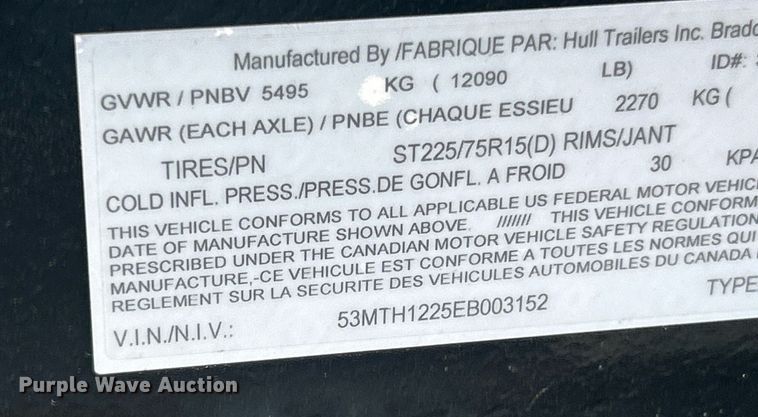 Manufactured By /FABRIQUE PAR: Hull Trailers Inc.
GVWR / PNBV 5495 KG ( 12090 LB) ID#:
GAWR (EACH AXLE) / PNBE (CHAQUE ESSIEU 2270 KG (
TIRES/PN ST225/75R15(D) RIMS/JANT
COLD INFL. PRESS./PRESS.DE GONFL. A FROID 30 KPA
THIS VEHICLE CONFORMS TO ALL APPLICABLE US FEDERAL MOTOR VEHIC
DATE OF MANUFACTURE SHOWN ABOVE. /////// THIS VEHICLE CONFORM
PRESCRIBED UNDER THE CANADIAN MOTOR VEHICLE SAFETY REGULATION
MANUFACTURE,-CE VEHICULE EST CONFORME A TOUTES LES NORMES QUI
REGLEMENT SUR LA SECURITE DES VEHICULES AUTOMOBILES DU CANADA
TYPE
V.I.N./N.I.V.: 53MTH1225EB003152
Purple Wave Auction